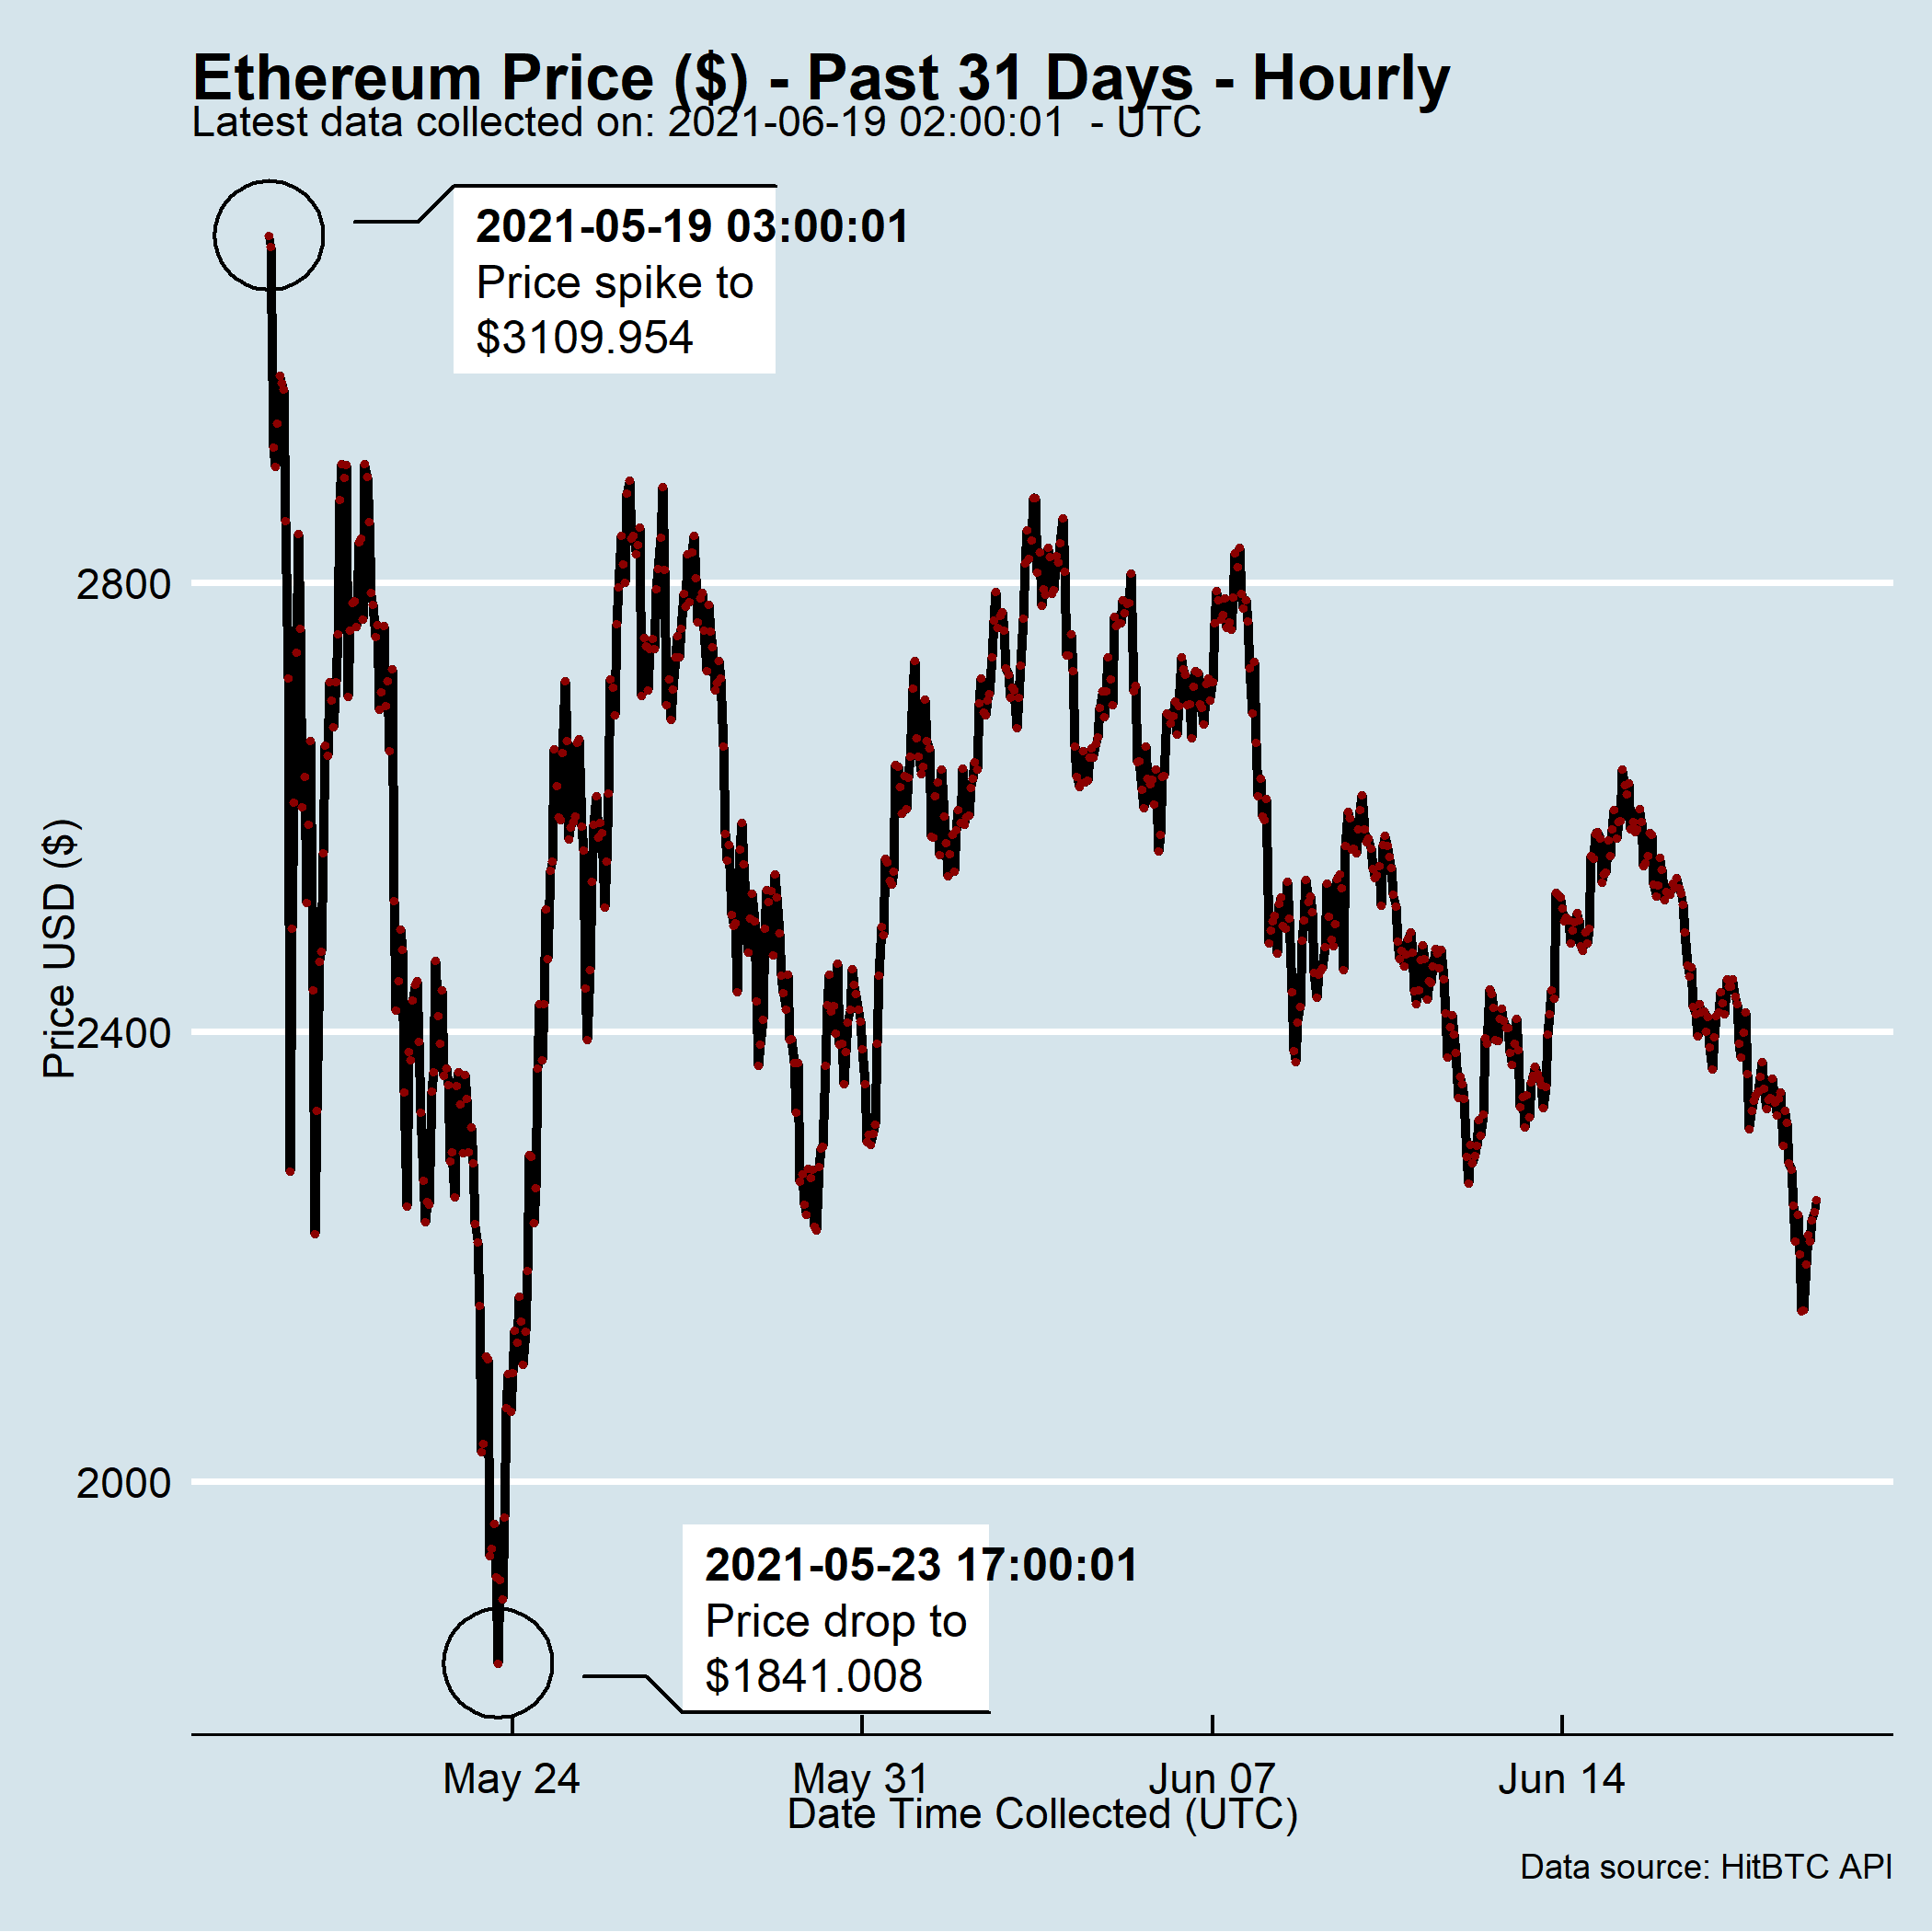 Ethereum Price ($) - Past 31 Days - Hourly
Latest data collected on: 2021-06-19 02:00:01  - UTC
2021-05-19 03:00:01
Price spike to
$3109.954
2800
2400
2000
Price USD ($)
2021-05-23 17:00:01
Price drop to
$1841.008
May 24
May 31
Jun 07
Jun 14
Date Time Collected (UTC)
Data source: HitBTC API